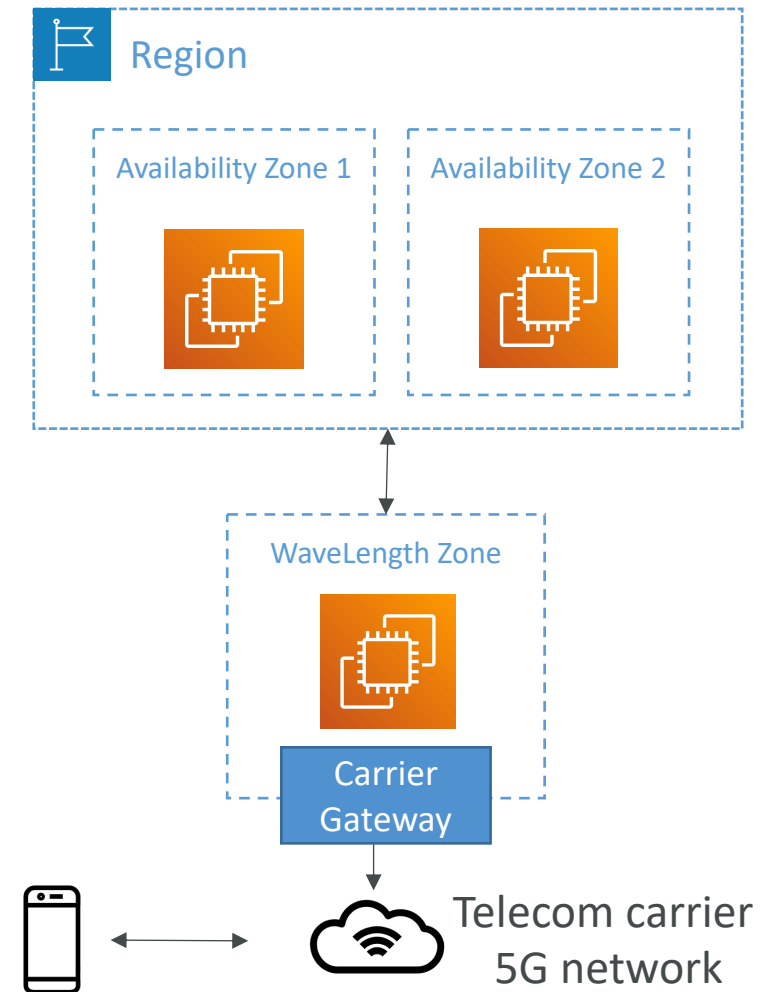 Region
Availability Zone 1
Availability Zone 2
WaveLength Zone
Carrier
Gateway
Telecom carrier
5G network